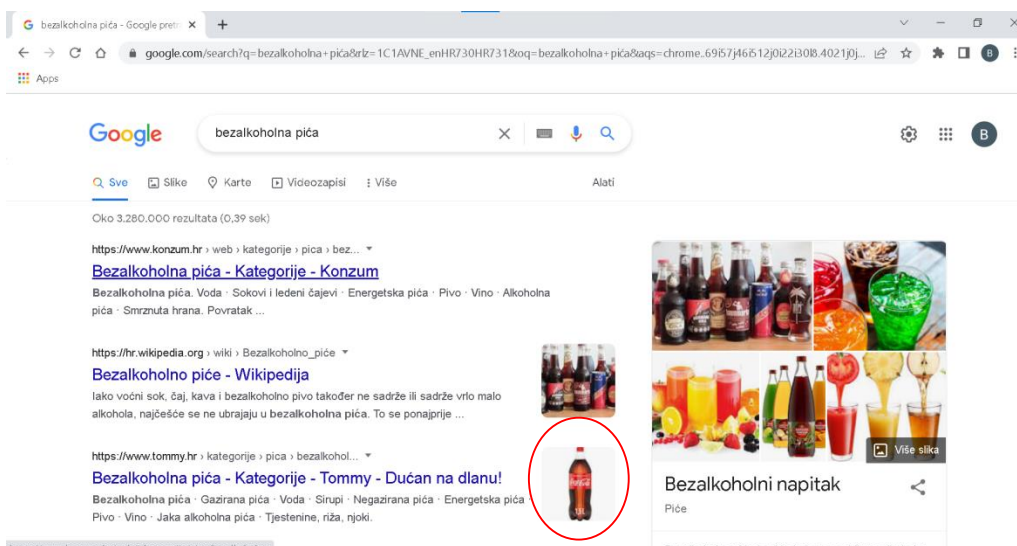 bezalkoholna pića - Google pretr
google.com/search?q=bezalkoholna+pića&rlz=1C1AVNE_enHR730HR731&oq=bezalkoholna+pića&aqs=chrome..69i57j46i512j0i22i30l8.4021j0j...
B
Apps
Google
bezalkoholna pića
B
Sve Slike Karte Videozapisi Više Alati
Oko 3.280.000 rezultata (0,39 sek)
https://www.konzum.hr › web › kategorije › pica › bez...
Bezalkoholna pića - Kategorije - Konzum
Bezalkoholna pića. Voda · Sokovi i ledeni čajevi · Energetska pića · Pivo · Vino · Alkoholna
pića · Smrznuta hrana. Povratak ...
https://hr.wikipedia.org › wiki › Bezalkoholno_piće
Bezalkoholno piće - Wikipedija
Iako voćni sok, čaj, kava i bezalkoholno pivo također ne sadrže ili sadrže vrlo malo
alkohola, najčešće se ne ubrajaju u bezalkoholna pića. To se ponajprije ...
https://www.tommy.hr › kategorije › pica › bezalkohol...
Bezalkoholna pića - Kategorije - Tommy - Dućan na dlanu!
Bezalkoholna pića · Gazirana pića · Voda · Sirupi · Negazirana pića · Energetska pića ·
Pivo · Vino · Jaka alkoholna pića · Tjestenine, riža, njoki.
Coca-Cola
1,5L
Više slika
Bezalkoholni napitak
Piće